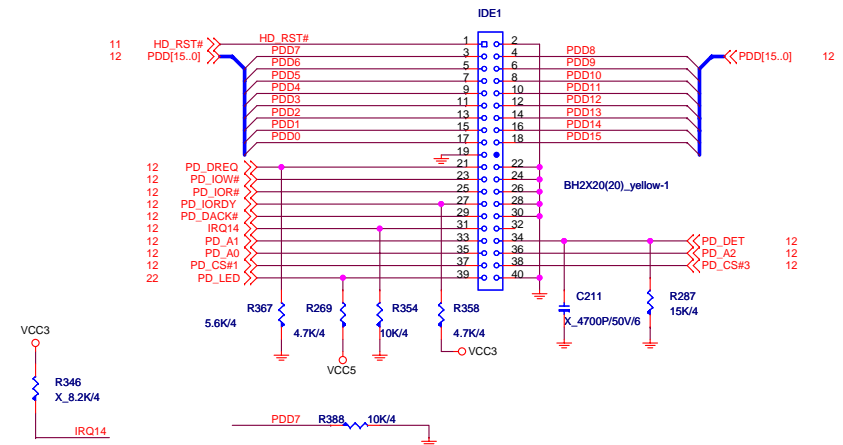 IDE1
11 HD_RST# HD_RST# 1 2
12 PDD[15..0] PDD7 3 4 PDD8 PDD[15..0] 12
PDD6 5 6 PDD9
PDD5 7 8 PDD10
PDD4 9 10 PDD11
PDD3 11 12 PDD12
PDD2 13 14 PDD13
PDD1 15 16 PDD14
PDD0 17 18 PDD15
19
12 PD_DREQ 21 22
12 PD_IOW# 23 24
12 PD_IOR# 25 26
BH2X20(20)_yellow-1
12 PD_IORDY 27 28
12 PD_DACK# 29 30
12 IRQ14 31 32
12 PD_A1 33 34 PD_DET 12
12 PD_A0 35 36 PD_A2 12
12 PD_CS#1 37 38 PD_CS#3 12
22 PD_LED 39 40
R367 R269 R354 R358 C211 R287
5.6K/4 4.7K/4 10K/4 4.7K/4 X_4700P/50V/6 15K/4
VCC3
VCC5
VCC3
R346
X_8.2K/4
IRQ14
PDD7 R388 10K/4